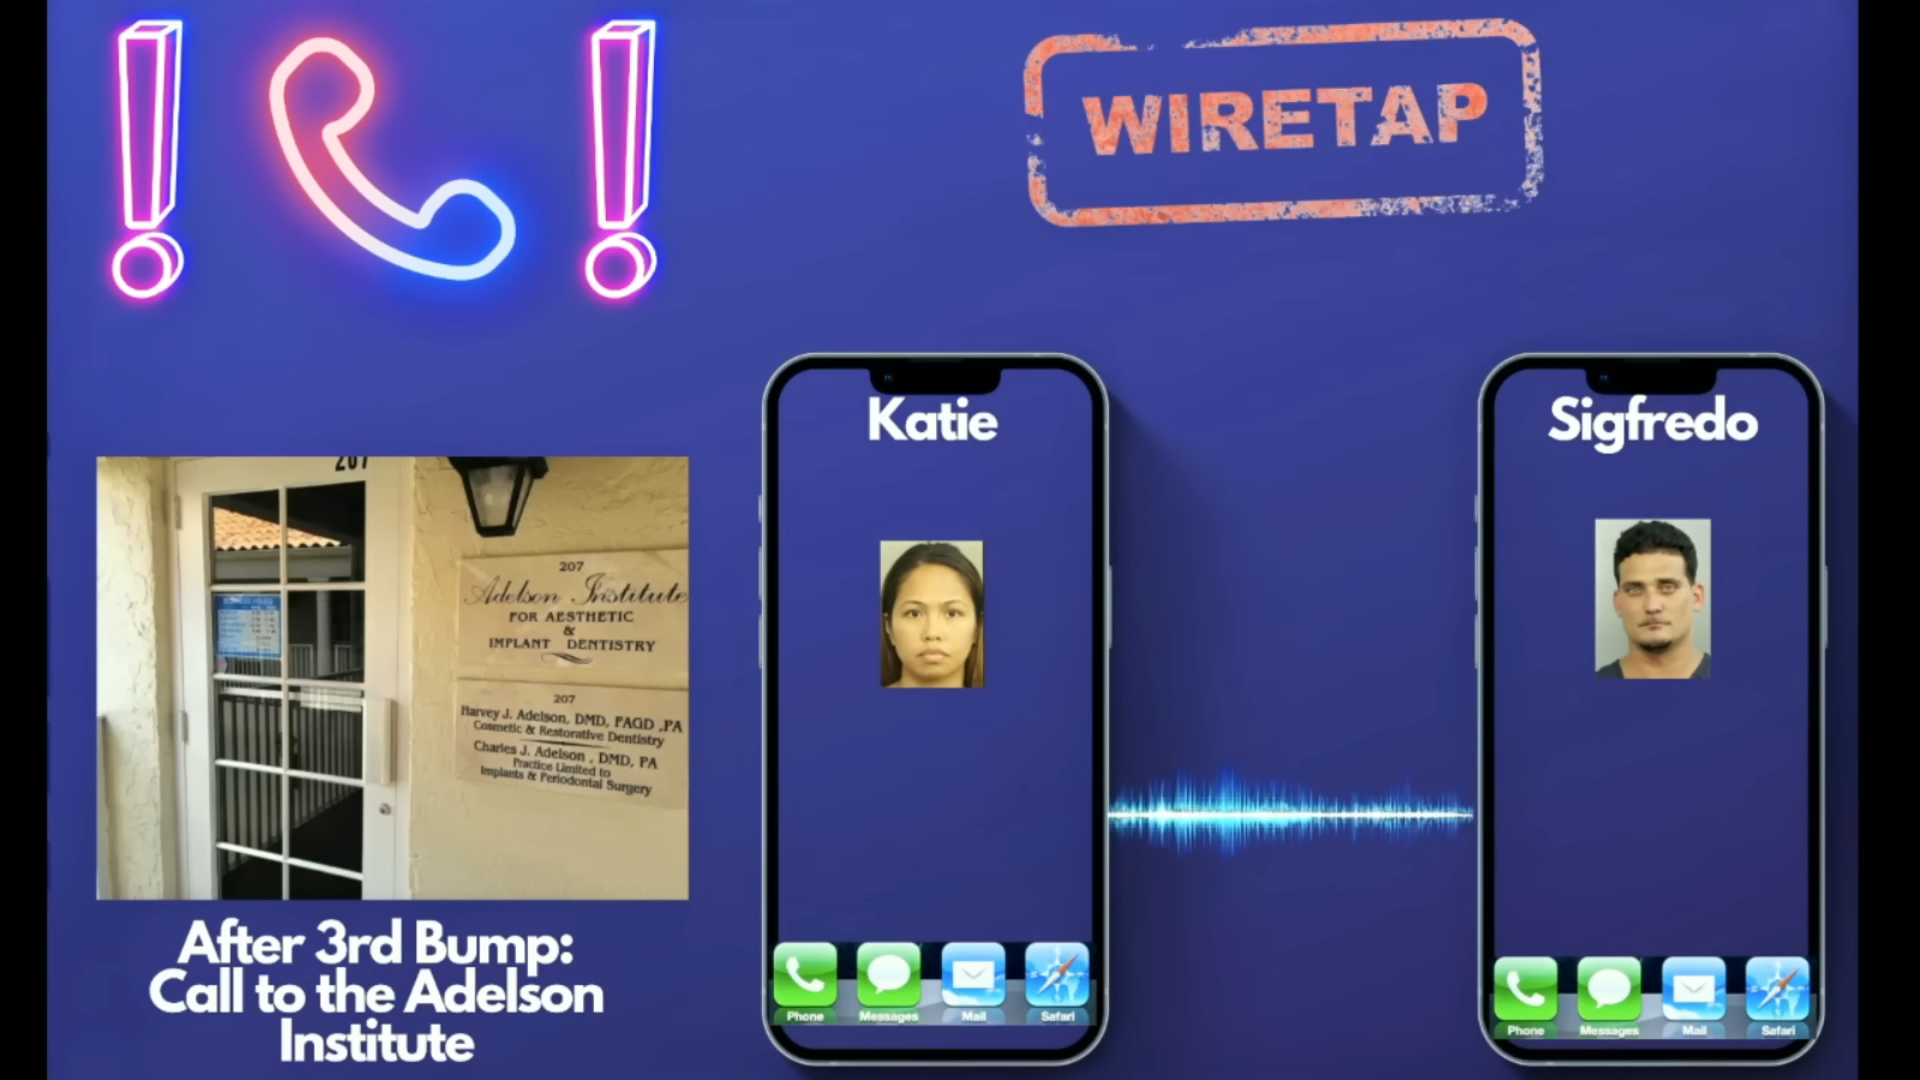 WIRETAP
Katie
Sigfredo
207
207
Adelson Institute
FOR AESTHETIC
&
IMPLANT DENTISTRY
207
Harvey J. Adelson, DMD, FAGD ,PA
Cosmetic & Restorative Dentistry
Charles J. Adelson , DMD, PA
Practice Limited to
Implants & Periodontal Surgery
After 3rd Bump:
Call to the Adelson
Institute
Phone
Messages
Mail
Safari
Phone
Messages
Mail
Safari